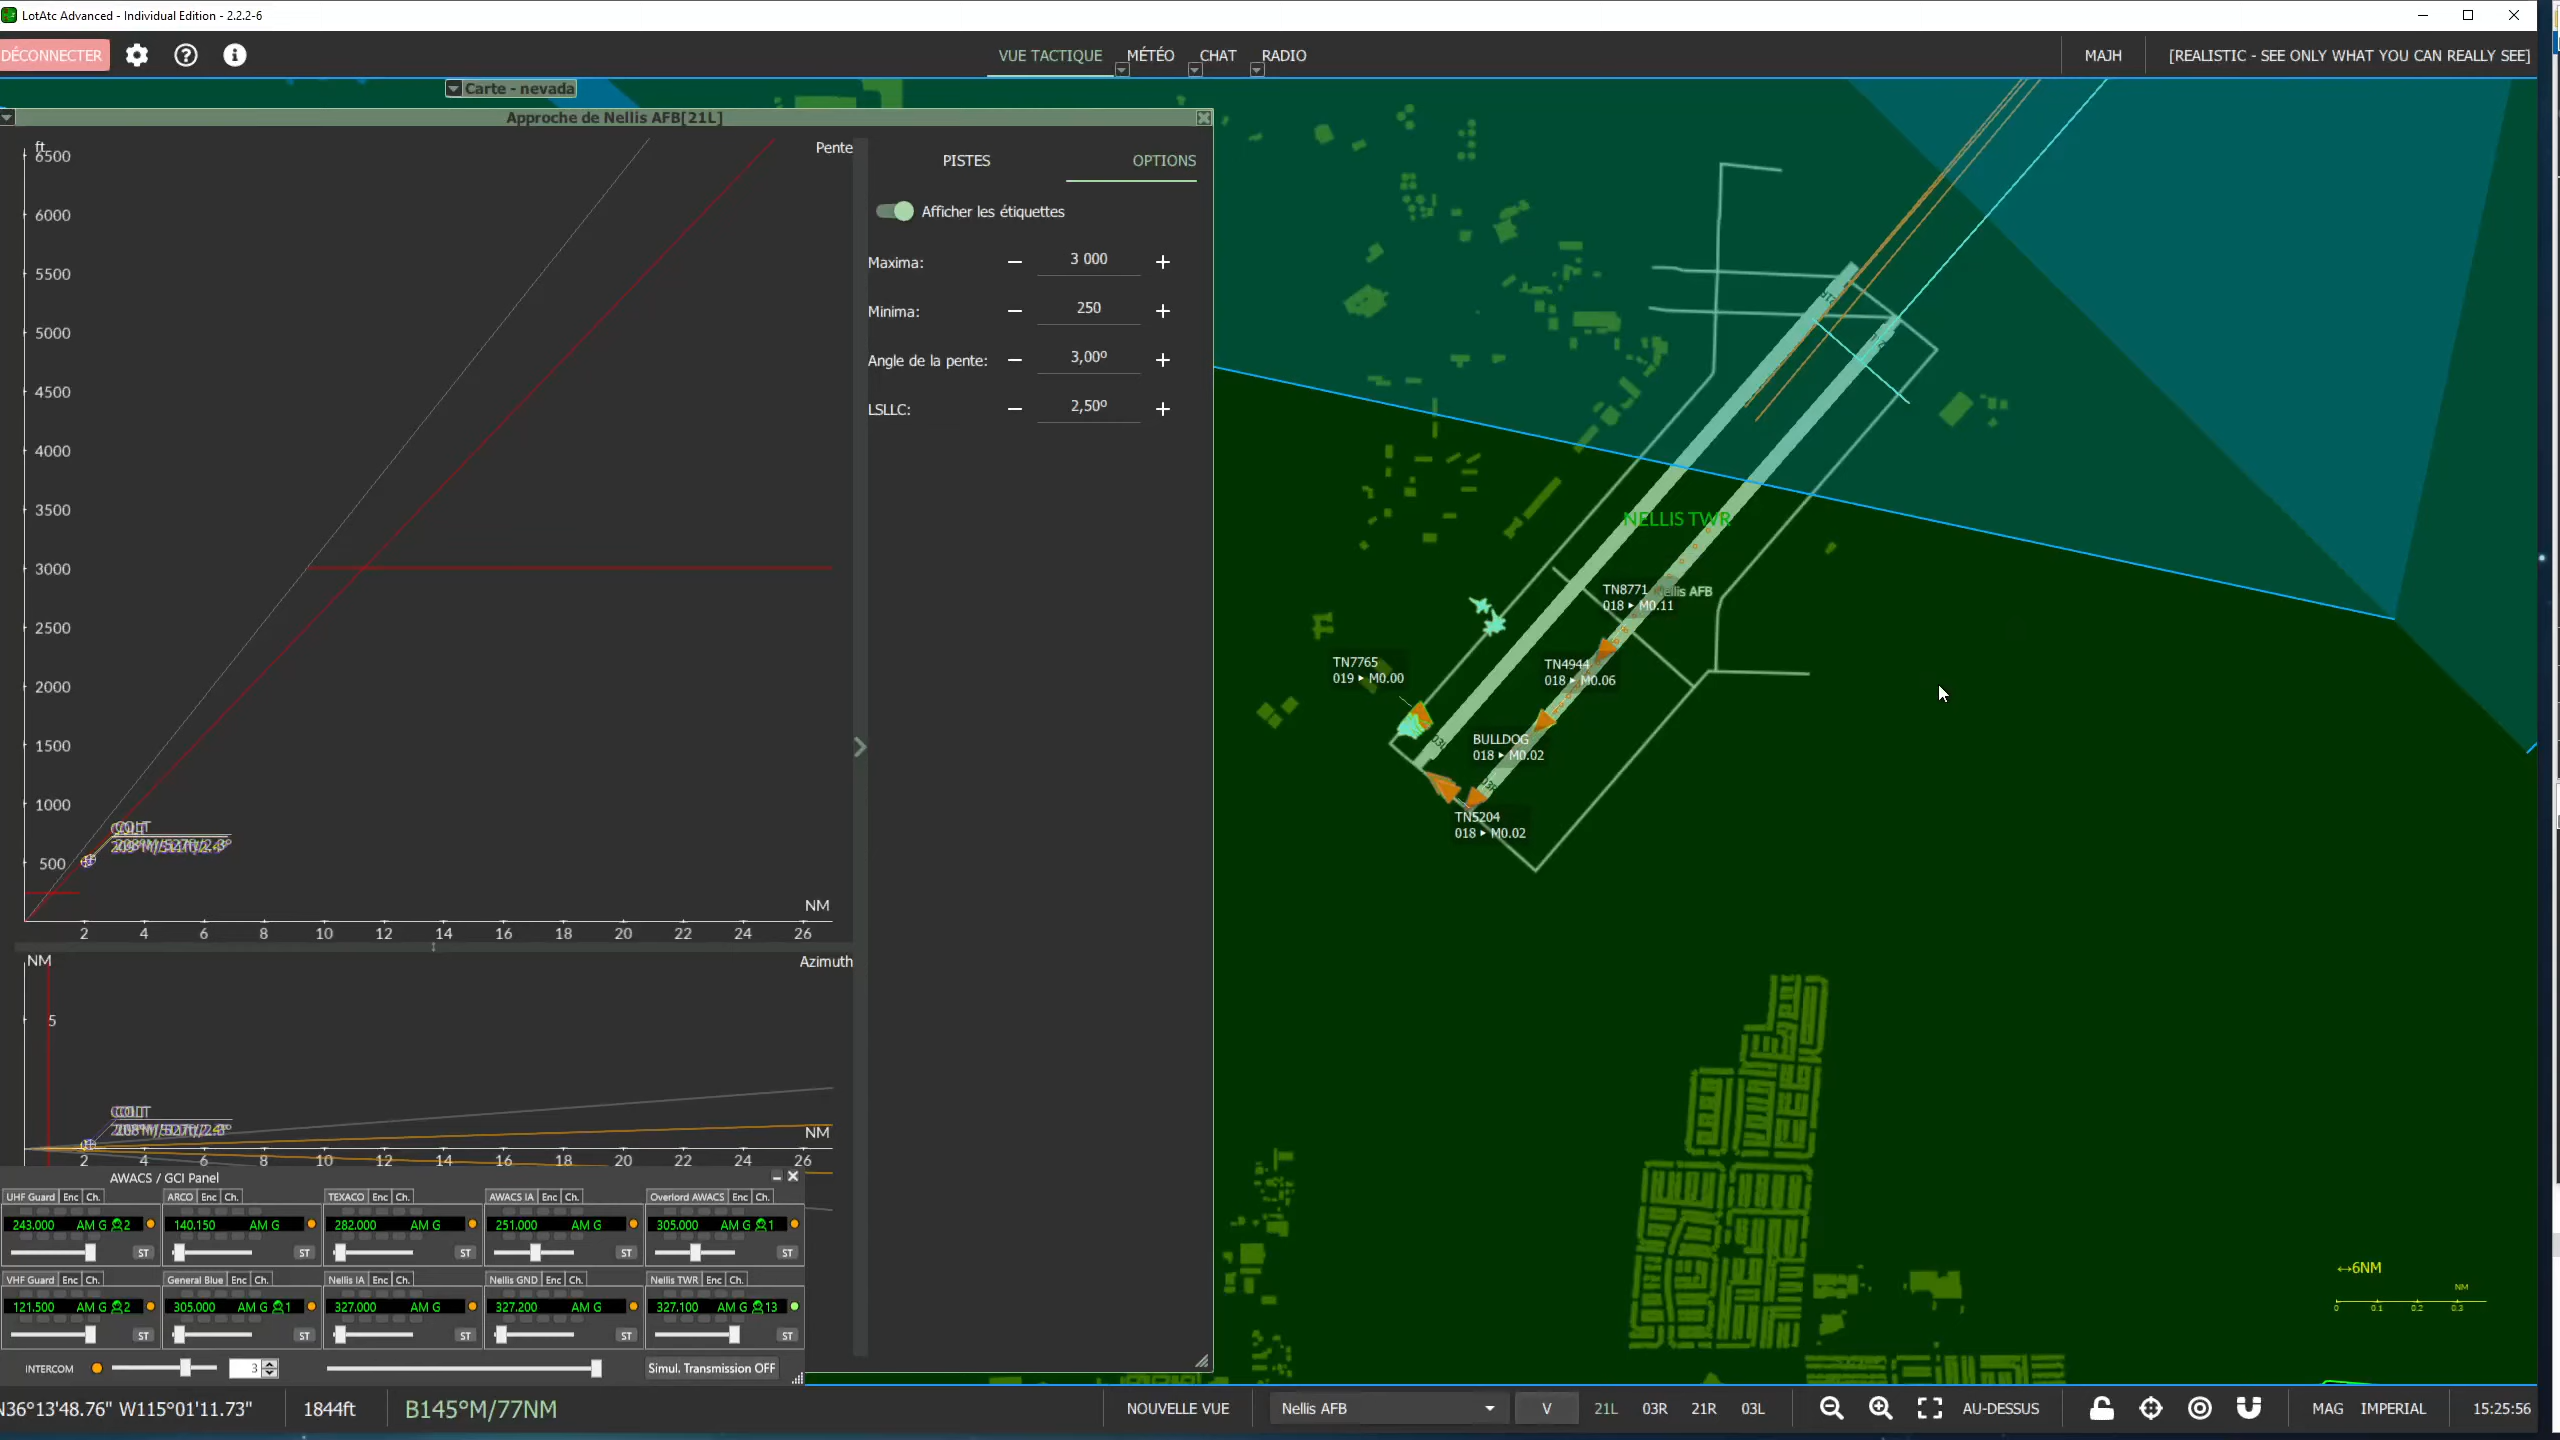 LotAtc Advanced - Individual Edition - 2.2.2-6
DÉCONNECTER
VUE TACTIQUE
MÉTÉO
CHAT
RADIO
MAJH
[REALISTIC - SEE ONLY WHAT YOU CAN REALLY SEE]
Carte - nevada
Approche de Nellis AFB[21L]
ft
Pente
6500
6000
5500
5000
4500
4000
3500
3000
2500
2000
1500
1000
500
COLT
NM
2 4 6 8 10 12 14 16 18 20 22 24 26
PISTES
OPTIONS
Afficher les étiquettes
Maxima: − 3 000 +
Minima: − 250 +
Angle de la pente: − 3,00º +
LSLLC: − 2,50º +
NM
Azimuth
5
COLT
NM
2 4 6 8 10 12 14 16 18 20 22 24 26
NELLIS TWR
TN8771
018 ▸ M0.11
TN7765
019 ▸ M0.00
TN4944
018 ▸ M0.06
BULLDOG
018 ▸ M0.02
TN5204
018 ▸ M0.02
AWACS / GCI Panel
UHF Guard Enc Ch.
243.000 AM G 2
ST
ARCO Enc Ch.
140.150 AM G
ST
TEXACO Enc Ch.
282.000 AM G
ST
AWACS IA Enc Ch.
251.000 AM G
ST
Overlord AWACS Enc Ch.
305.000 AM G 1
ST
VHF Guard Enc Ch.
121.500 AM G 2
ST
General Blue Enc Ch.
305.000 AM G 1
ST
Nellis IA Enc Ch.
327.000 AM G
ST
Nellis GND Enc Ch.
327.200 AM G
ST
Nellis TWR Enc Ch.
327.100 AM G 13
ST
INTERCOM
3
Simul. Transmission OFF
↔6NM
NM
0 0.1 0.2 0.3
N36°13'48.76" W115°01'11.73"
1844ft
B145°M/77NM
NOUVELLE VUE
Nellis AFB
V
21L
03R
21R
03L
AU-DESSUS
MAG
IMPERIAL
15:25:56